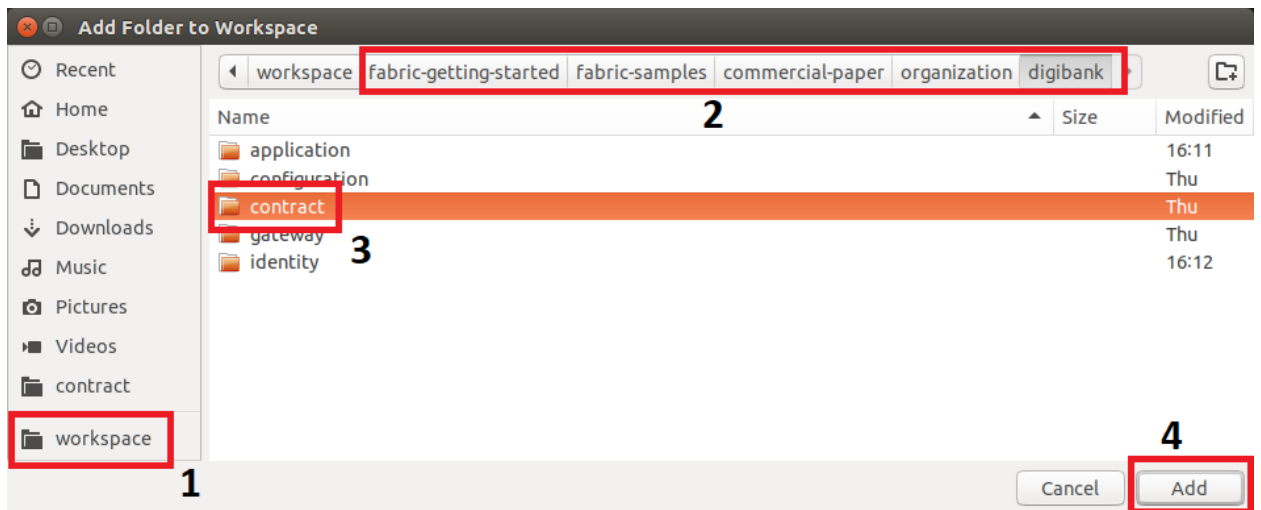 Add Folder to Workspace
Recent
Home
Desktop
Documents
Downloads
Music
Pictures
Videos
contract
workspace
1
workspace fabric-getting-started fabric-samples commercial-paper organization digibank
2
Name Size Modified
application 16:11
configuration Thu
contract Thu
gateway Thu
identity 16:12
3
4
Cancel Add